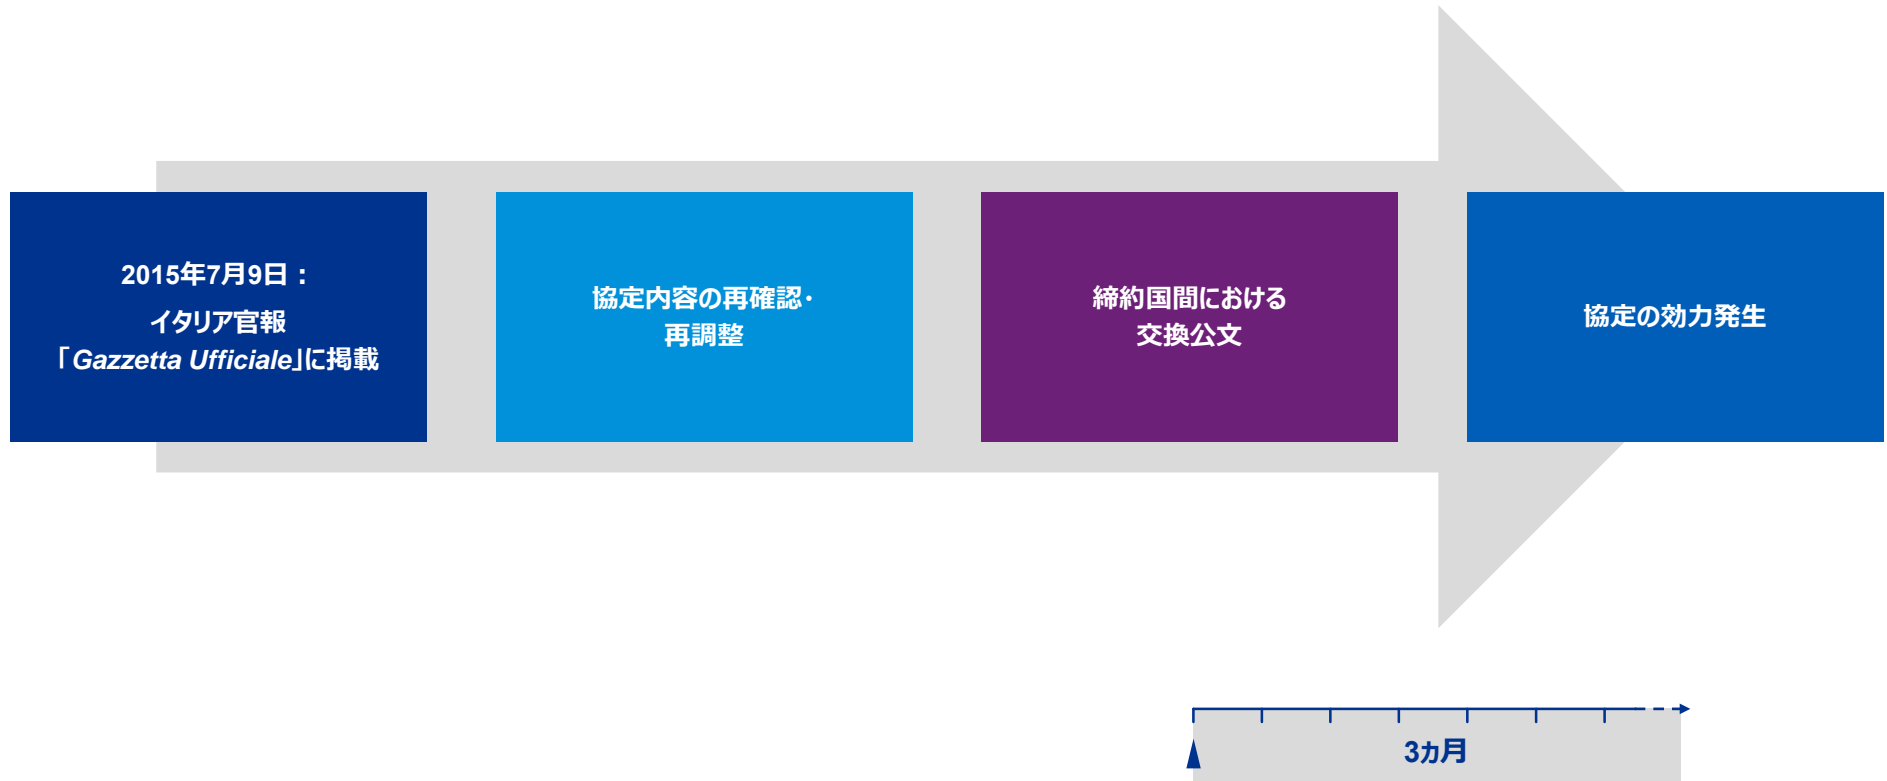 2015年7月9日：
イタリア官報
「Gazzetta Ufficiale」に掲載
協定内容の再確認・
再調整
締約国間における
交換公文
協定の効力発生
3ヵ月